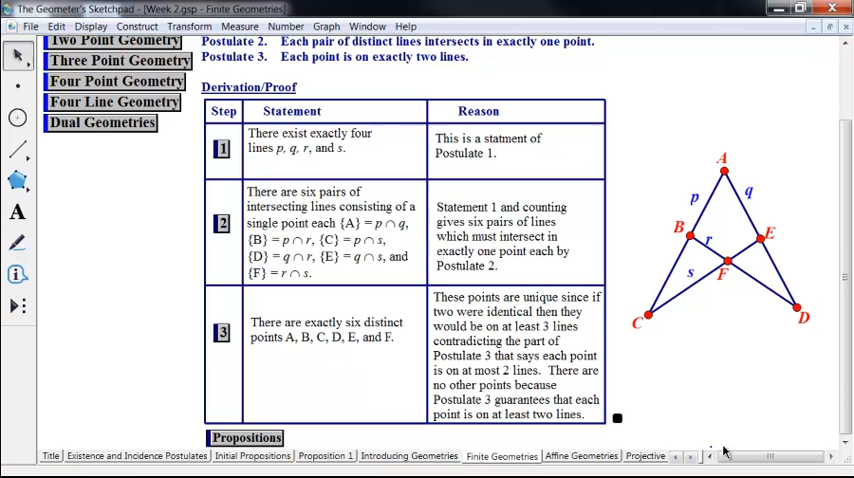 The Geometer's Sketchpad - [Week 2.gsp - Finite Geometries]
File Edit Display Construct Transform Measure Number Graph Window Help
Two Point Geometry
Three Point Geometry
Four Point Geometry
Four Line Geometry
Dual Geometries
Postulate 2. Each pair of distinct lines intersects in exactly one point.
Postulate 3. Each point is on exactly two lines.
Derivation/Proof
Step Statement Reason
1
There exist exactly four
lines p, q, r, and s.
This is a statment of
Postulate 1.
2
There are six pairs of
intersecting lines consisting of a
single point each {A} = p ∩ q,
{B} = p ∩ r, {C} = p ∩ s,
{D} = q ∩ r, {E} = q ∩ s, and
{F} = r ∩ s.
Statement 1 and counting
gives six pairs of lines
which must intersect in
exactly one point each by
Postulate 2.
3
There are exactly six distinct
points A, B, C, D, E, and F.
These points are unique since if
two were identical then they
would be on at least 3 lines
contradicting the part of
Postulate 3 that says each point
is on at most 2 lines. There are
no other points because
Postulate 3 guarantees that each
point is on at least two lines.
A
p
q
B
r
E
s
F
C
D
A
i
Propositions
Title Existence and Incidence Postulates Initial Propositions Proposition 1 Introducing Geometries Finite Geometries Affine Geometries Projective